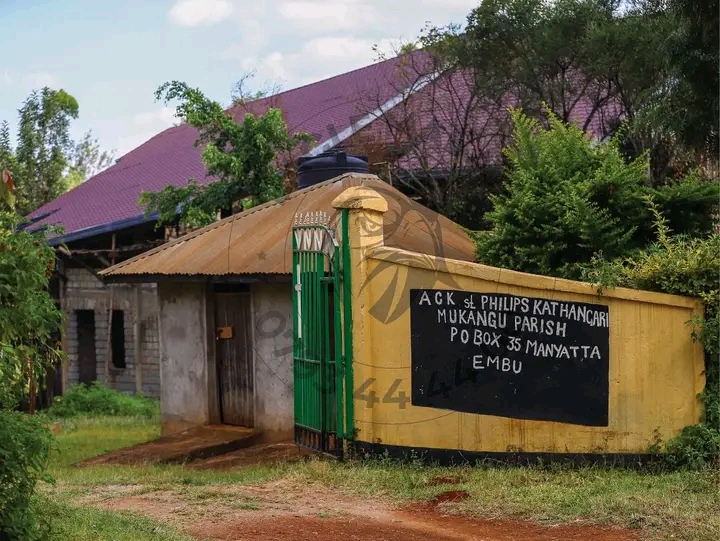 ACK St. PHILIPS KATHANGARI
MUKANGU PARISH
PO BOX 35 MANYATTA
EMBU